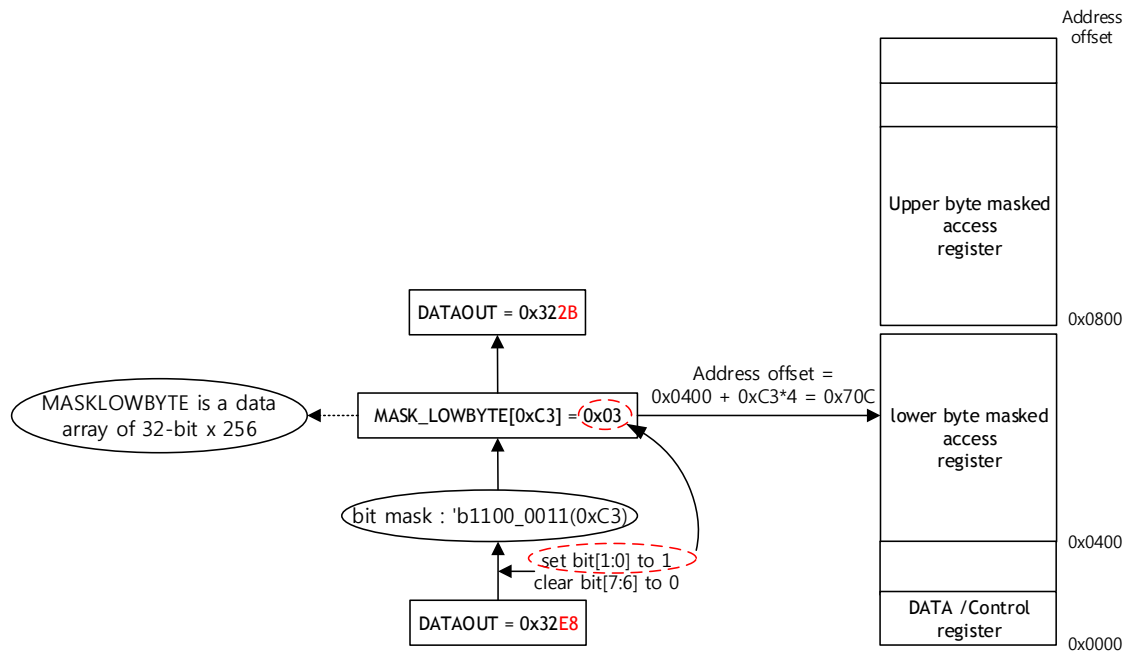 Address
offset
Upper byte masked
access
register
0x0800
DATAOUT = 0x322B
Address offset =
0x0400 + 0xC3*4 = 0x70C
MASKLOWBYTE is a data
array of 32-bit x 256
MASK_LOWBYTE[0xC3] = 0x03
lower byte masked
access
register
bit mask : 'b1100_0011(0xC3)
0x0400
set bit[1:0] to 1
clear bit[7:6] to 0
DATAOUT = 0x32E8
DATA /Control
register
0x0000